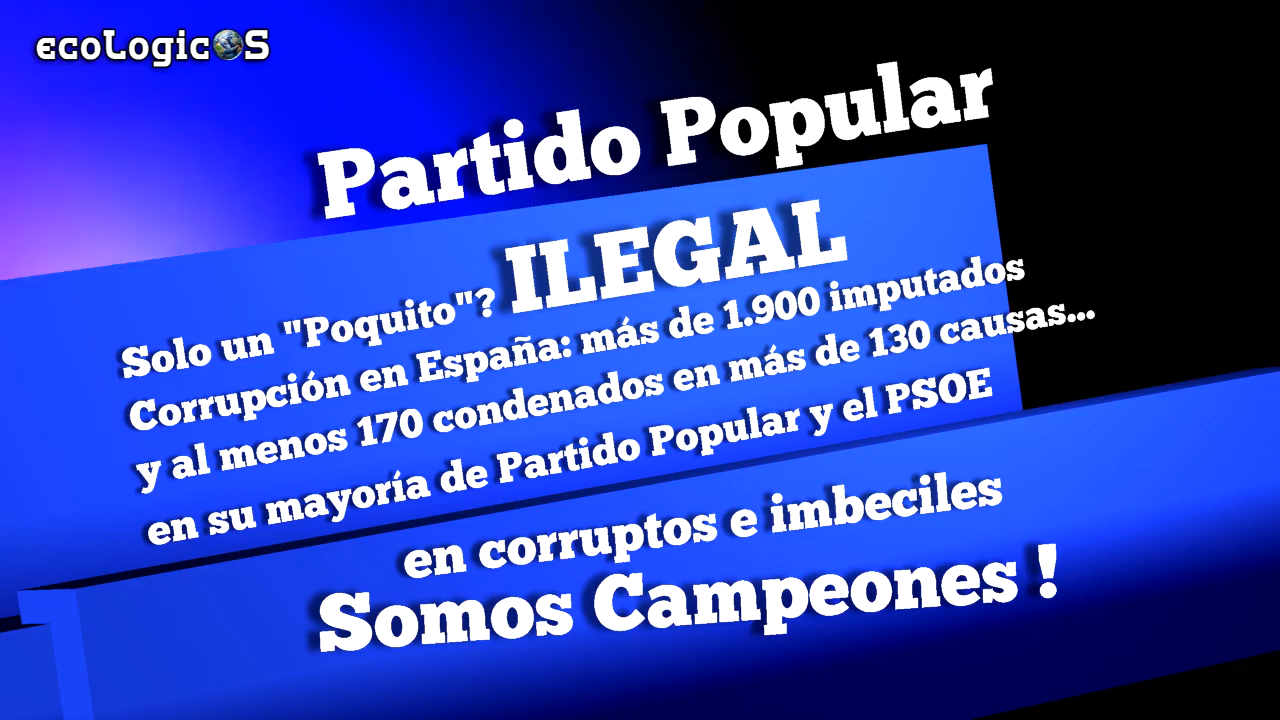 ecoLogicOS
Partido Popular
Solo un "Poquito"? ILEGAL
Corrupción en España: más de 1.900 imputados
y al menos 170 condenados en más de 130 causas...
en su mayoría de Partido Popular y el PSOE
en corruptos e imbeciles
Somos Campeones !